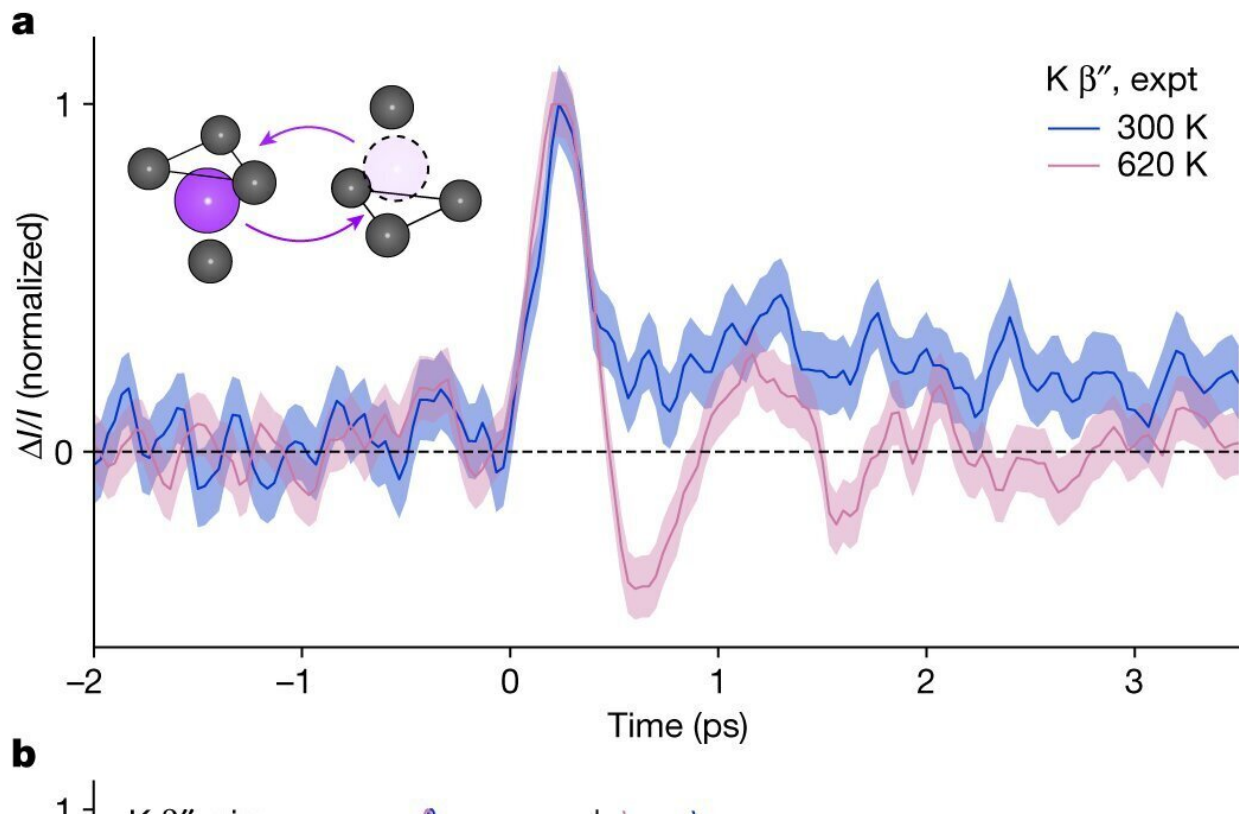 a
K β″, expt
300 K
620 K
1
0
ΔI/I (normalized)
−2 −1 0 1 2 3
Time (ps)
b
1